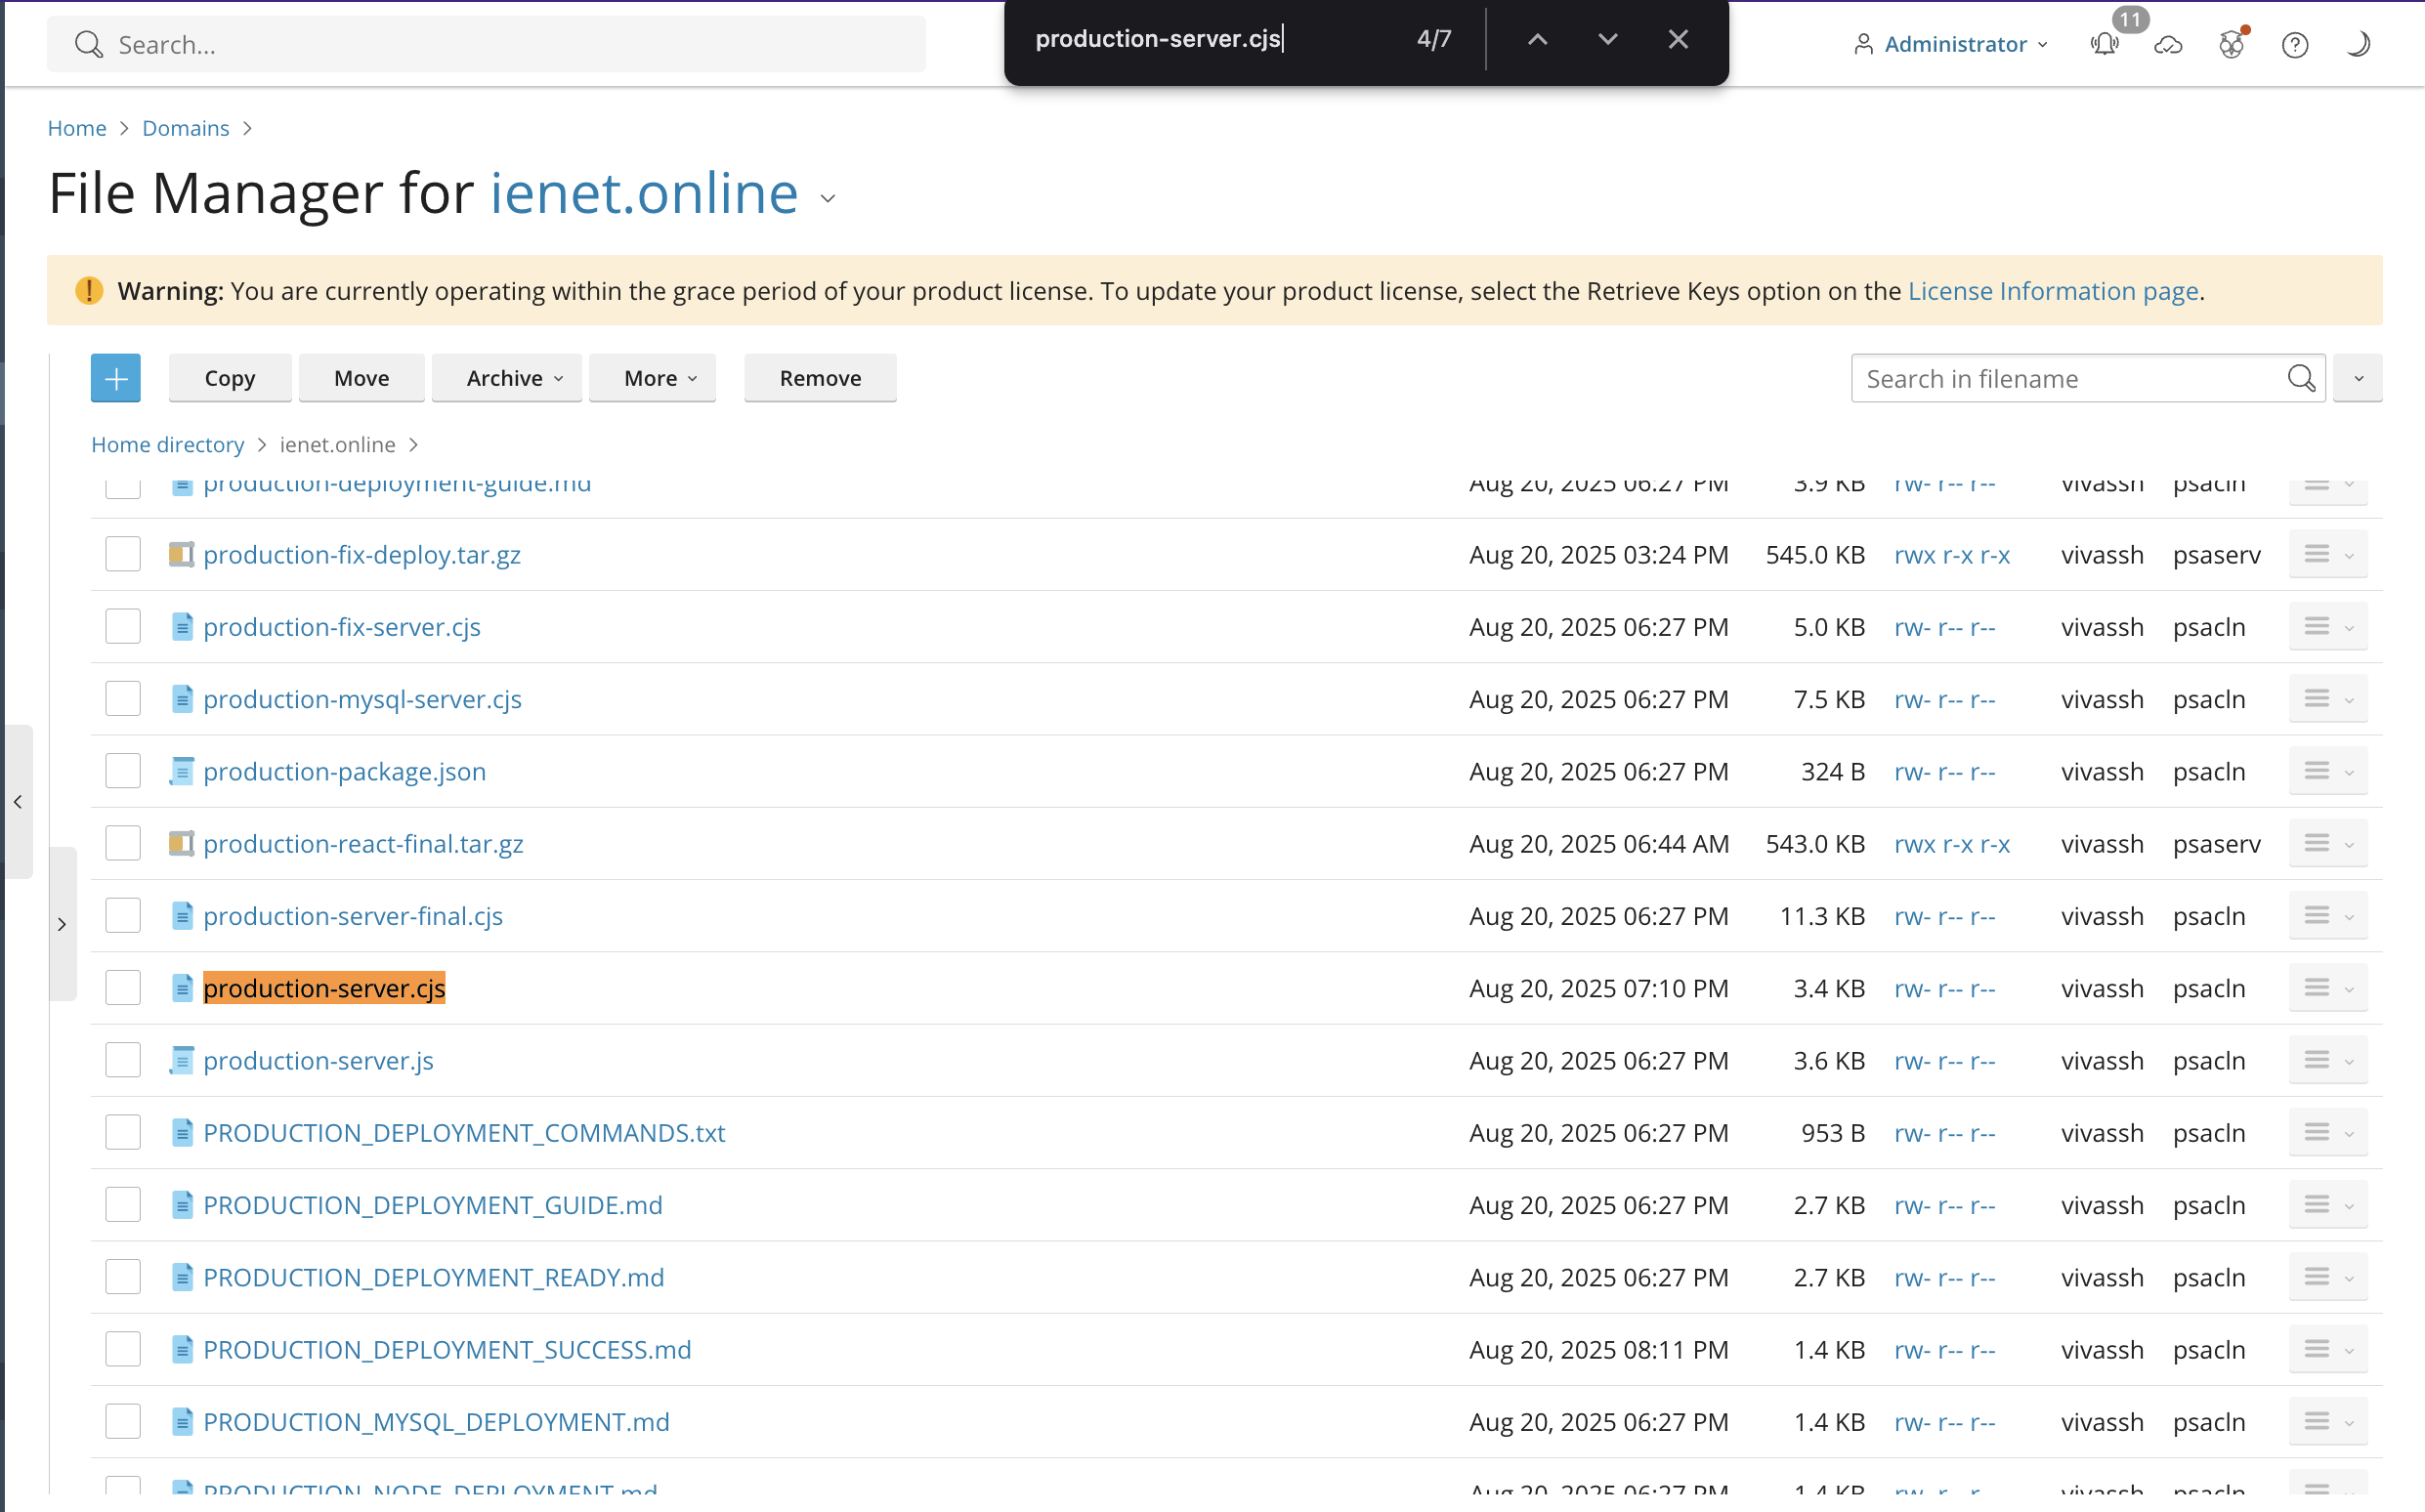 Search...
production-server.cjs 4/7
Administrator 11
Home > Domains >
File Manager for ienet.online
Warning: You are currently operating within the grace period of your product license. To update your product license, select the Retrieve Keys option on the License Information page.
+ Copy Move Archive More Remove Search in filename
Home directory > ienet.online >
production-deployment-guide.md Aug 20, 2025 06:27 PM 3.9 KB rw- r-- r-- vivassh psacln
production-fix-deploy.tar.gz Aug 20, 2025 03:24 PM 545.0 KB rwx r-x r-x vivassh psaserv
production-fix-server.cjs Aug 20, 2025 06:27 PM 5.0 KB rw- r-- r-- vivassh psacln
production-mysql-server.cjs Aug 20, 2025 06:27 PM 7.5 KB rw- r-- r-- vivassh psacln
production-package.json Aug 20, 2025 06:27 PM 324 B rw- r-- r-- vivassh psacln
production-react-final.tar.gz Aug 20, 2025 06:44 AM 543.0 KB rwx r-x r-x vivassh psaserv
production-server-final.cjs Aug 20, 2025 06:27 PM 11.3 KB rw- r-- r-- vivassh psacln
production-server.cjs Aug 20, 2025 07:10 PM 3.4 KB rw- r-- r-- vivassh psacln
production-server.js Aug 20, 2025 06:27 PM 3.6 KB rw- r-- r-- vivassh psacln
PRODUCTION_DEPLOYMENT_COMMANDS.txt Aug 20, 2025 06:27 PM 953 B rw- r-- r-- vivassh psacln
PRODUCTION_DEPLOYMENT_GUIDE.md Aug 20, 2025 06:27 PM 2.7 KB rw- r-- r-- vivassh psacln
PRODUCTION_DEPLOYMENT_READY.md Aug 20, 2025 06:27 PM 2.7 KB rw- r-- r-- vivassh psacln
PRODUCTION_DEPLOYMENT_SUCCESS.md Aug 20, 2025 08:11 PM 1.4 KB rw- r-- r-- vivassh psacln
PRODUCTION_MYSQL_DEPLOYMENT.md Aug 20, 2025 06:27 PM 1.4 KB rw- r-- r-- vivassh psacln
PRODUCTION_NODE_DEPLOYMENT.md Aug 20, 2025 06:27 PM 1.4 KB rw- r-- r-- vivassh psacln